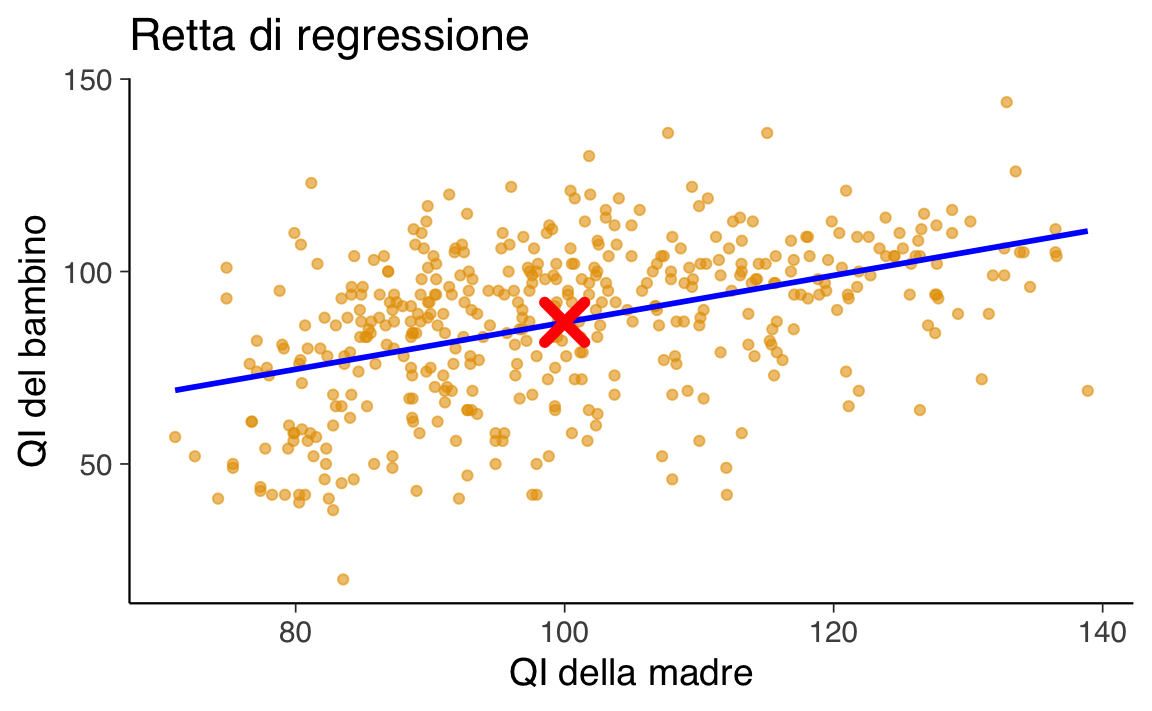 Retta di regressione
150
100
50
QI del bambino
80 100 120 140
QI della madre